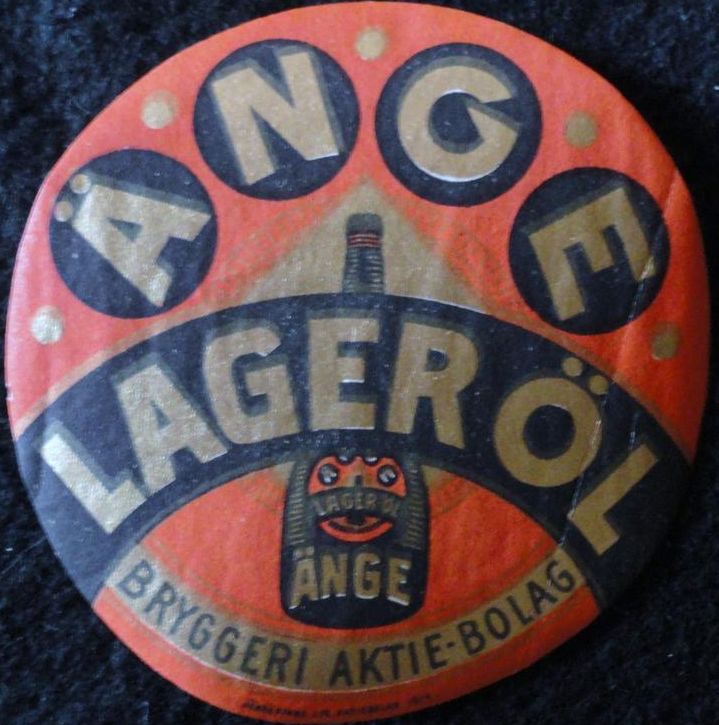 ÄNGE
LAGERÖL
LAGERÖL
ÄNGE
BRYGGERI AKTIE-BOLAG